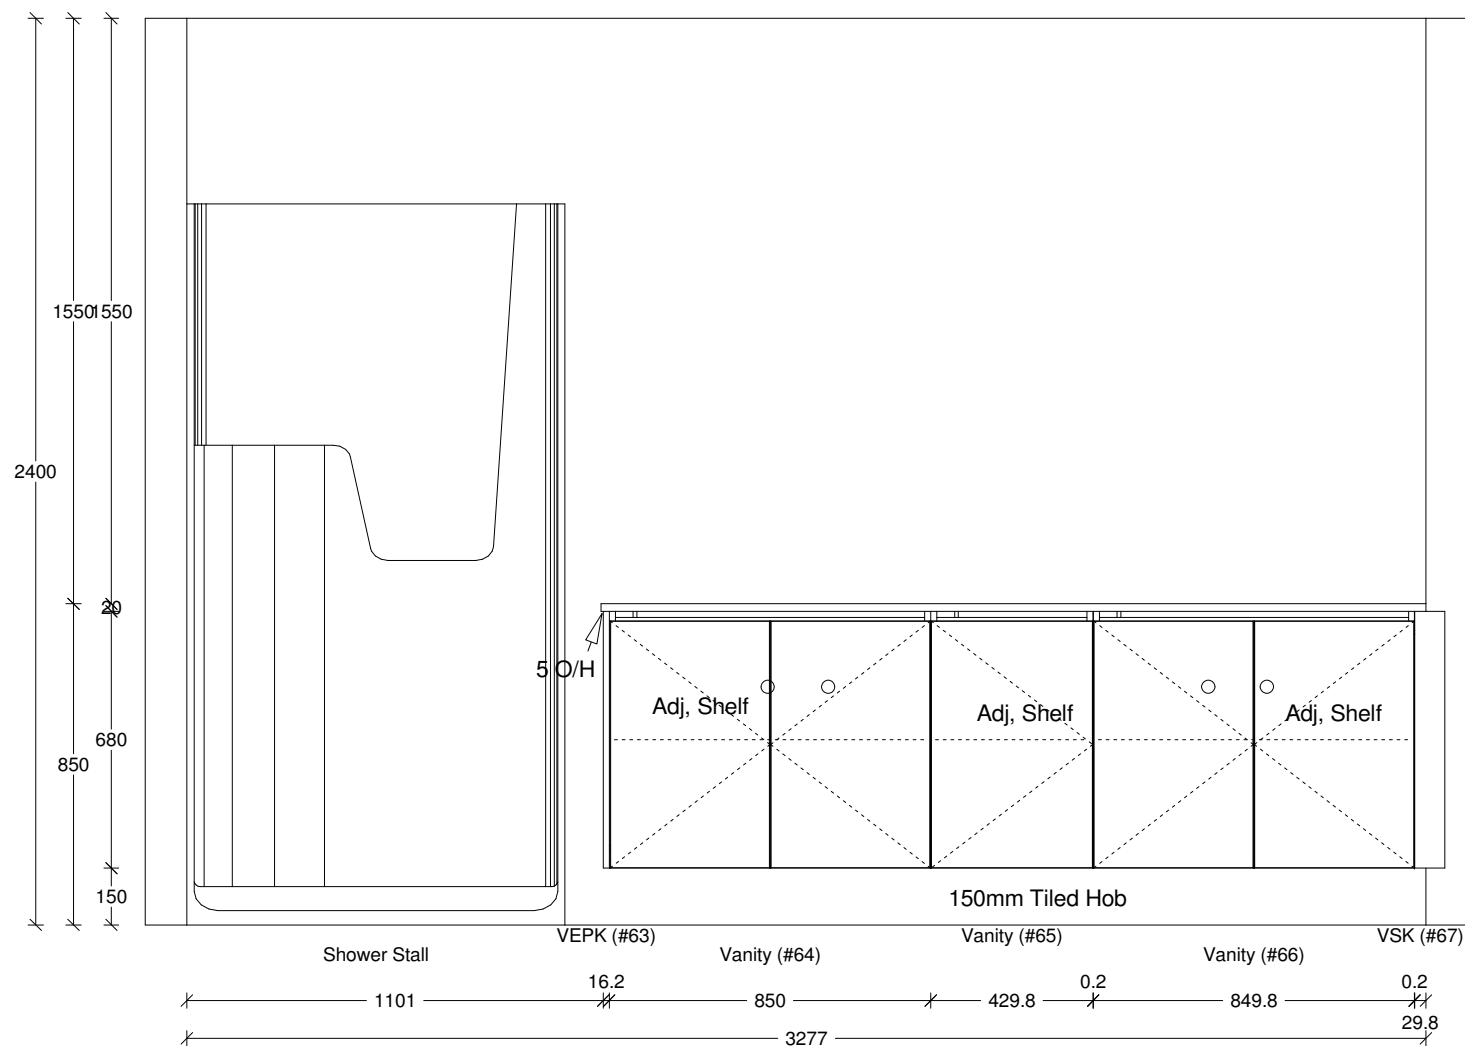 1550 1550
2400
20
5 O/H
Adj, Shelf
Adj, Shelf
Adj, Shelf
680
850
150
150mm Tiled Hob
VEPK (#63)
Vanity (#65)
VSK (#67)
Shower Stall
Vanity (#64)
Vanity (#66)
16.2
0.2
0.2
1101
850
429.8
849.8
29.8
3277